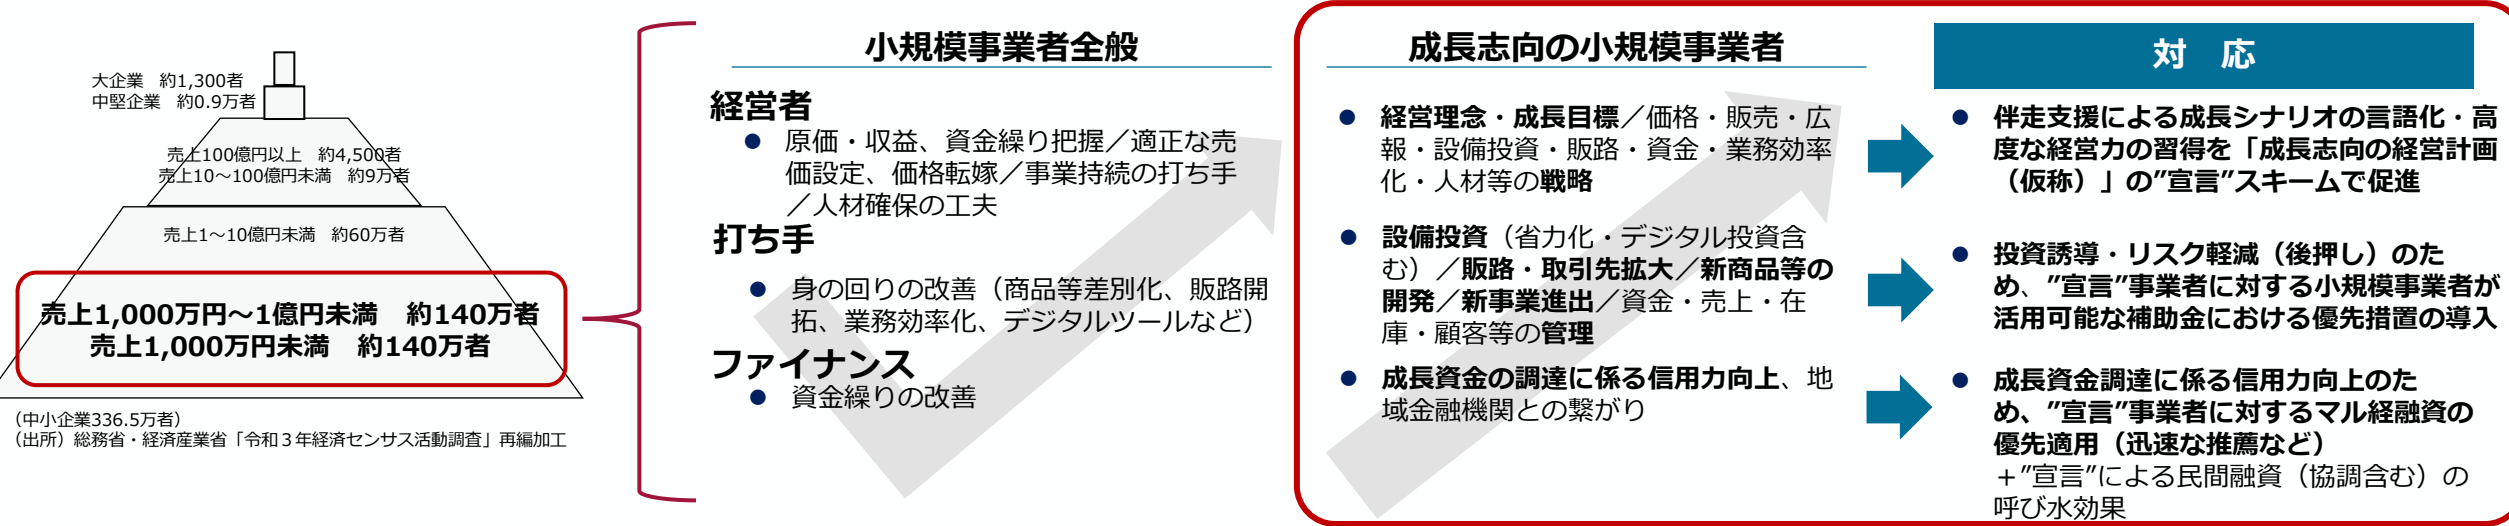 大企業　約1,300者
中堅企業　約0.9万者
売上100億円以上　約4,500者
売上10～100億円未満　約9万者
売上1～10億円未満　約60万者
売上1,000万円～1億円未満　約140万者
売上1,000万円未満　約140万者
（中小企業336.5万者）
（出所）総務省・経済産業省「令和３年経済センサス活動調査」再編加工
小規模事業者全般
経営者
● 原価・収益、資金繰り把握／適正な売
価設定、価格転嫁／事業持続の打ち手
／人材確保の工夫
打ち手
● 身の回りの改善（商品等差別化、販路開
拓、業務効率化、デジタルツールなど）
ファイナンス
● 資金繰りの改善
成長志向の小規模事業者
● 経営理念・成長目標／価格・販売・広
報・設備投資・販路・資金・業務効率
化・人材等の戦略
● 設備投資（省力化・デジタル投資含
む）／販路・取引先拡大／新商品等の
開発／新事業進出／資金・売上・在
庫・顧客等の管理
● 成長資金の調達に係る信用力向上、地
域金融機関との繋がり
対　応
● 伴走支援による成長シナリオの言語化・高
度な経営力の習得を「成長志向の経営計画
（仮称）」の”宣言”スキームで促進
● 投資誘導・リスク軽減（後押し）のた
め、”宣言”事業者に対する小規模事業者が
活用可能な補助金における優先措置の導入
● 成長資金調達に係る信用力向上のた
め、”宣言”事業者に対するマル経融資の
優先適用（迅速な推薦など）
＋”宣言”による民間融資（協調含む）の
呼び水効果